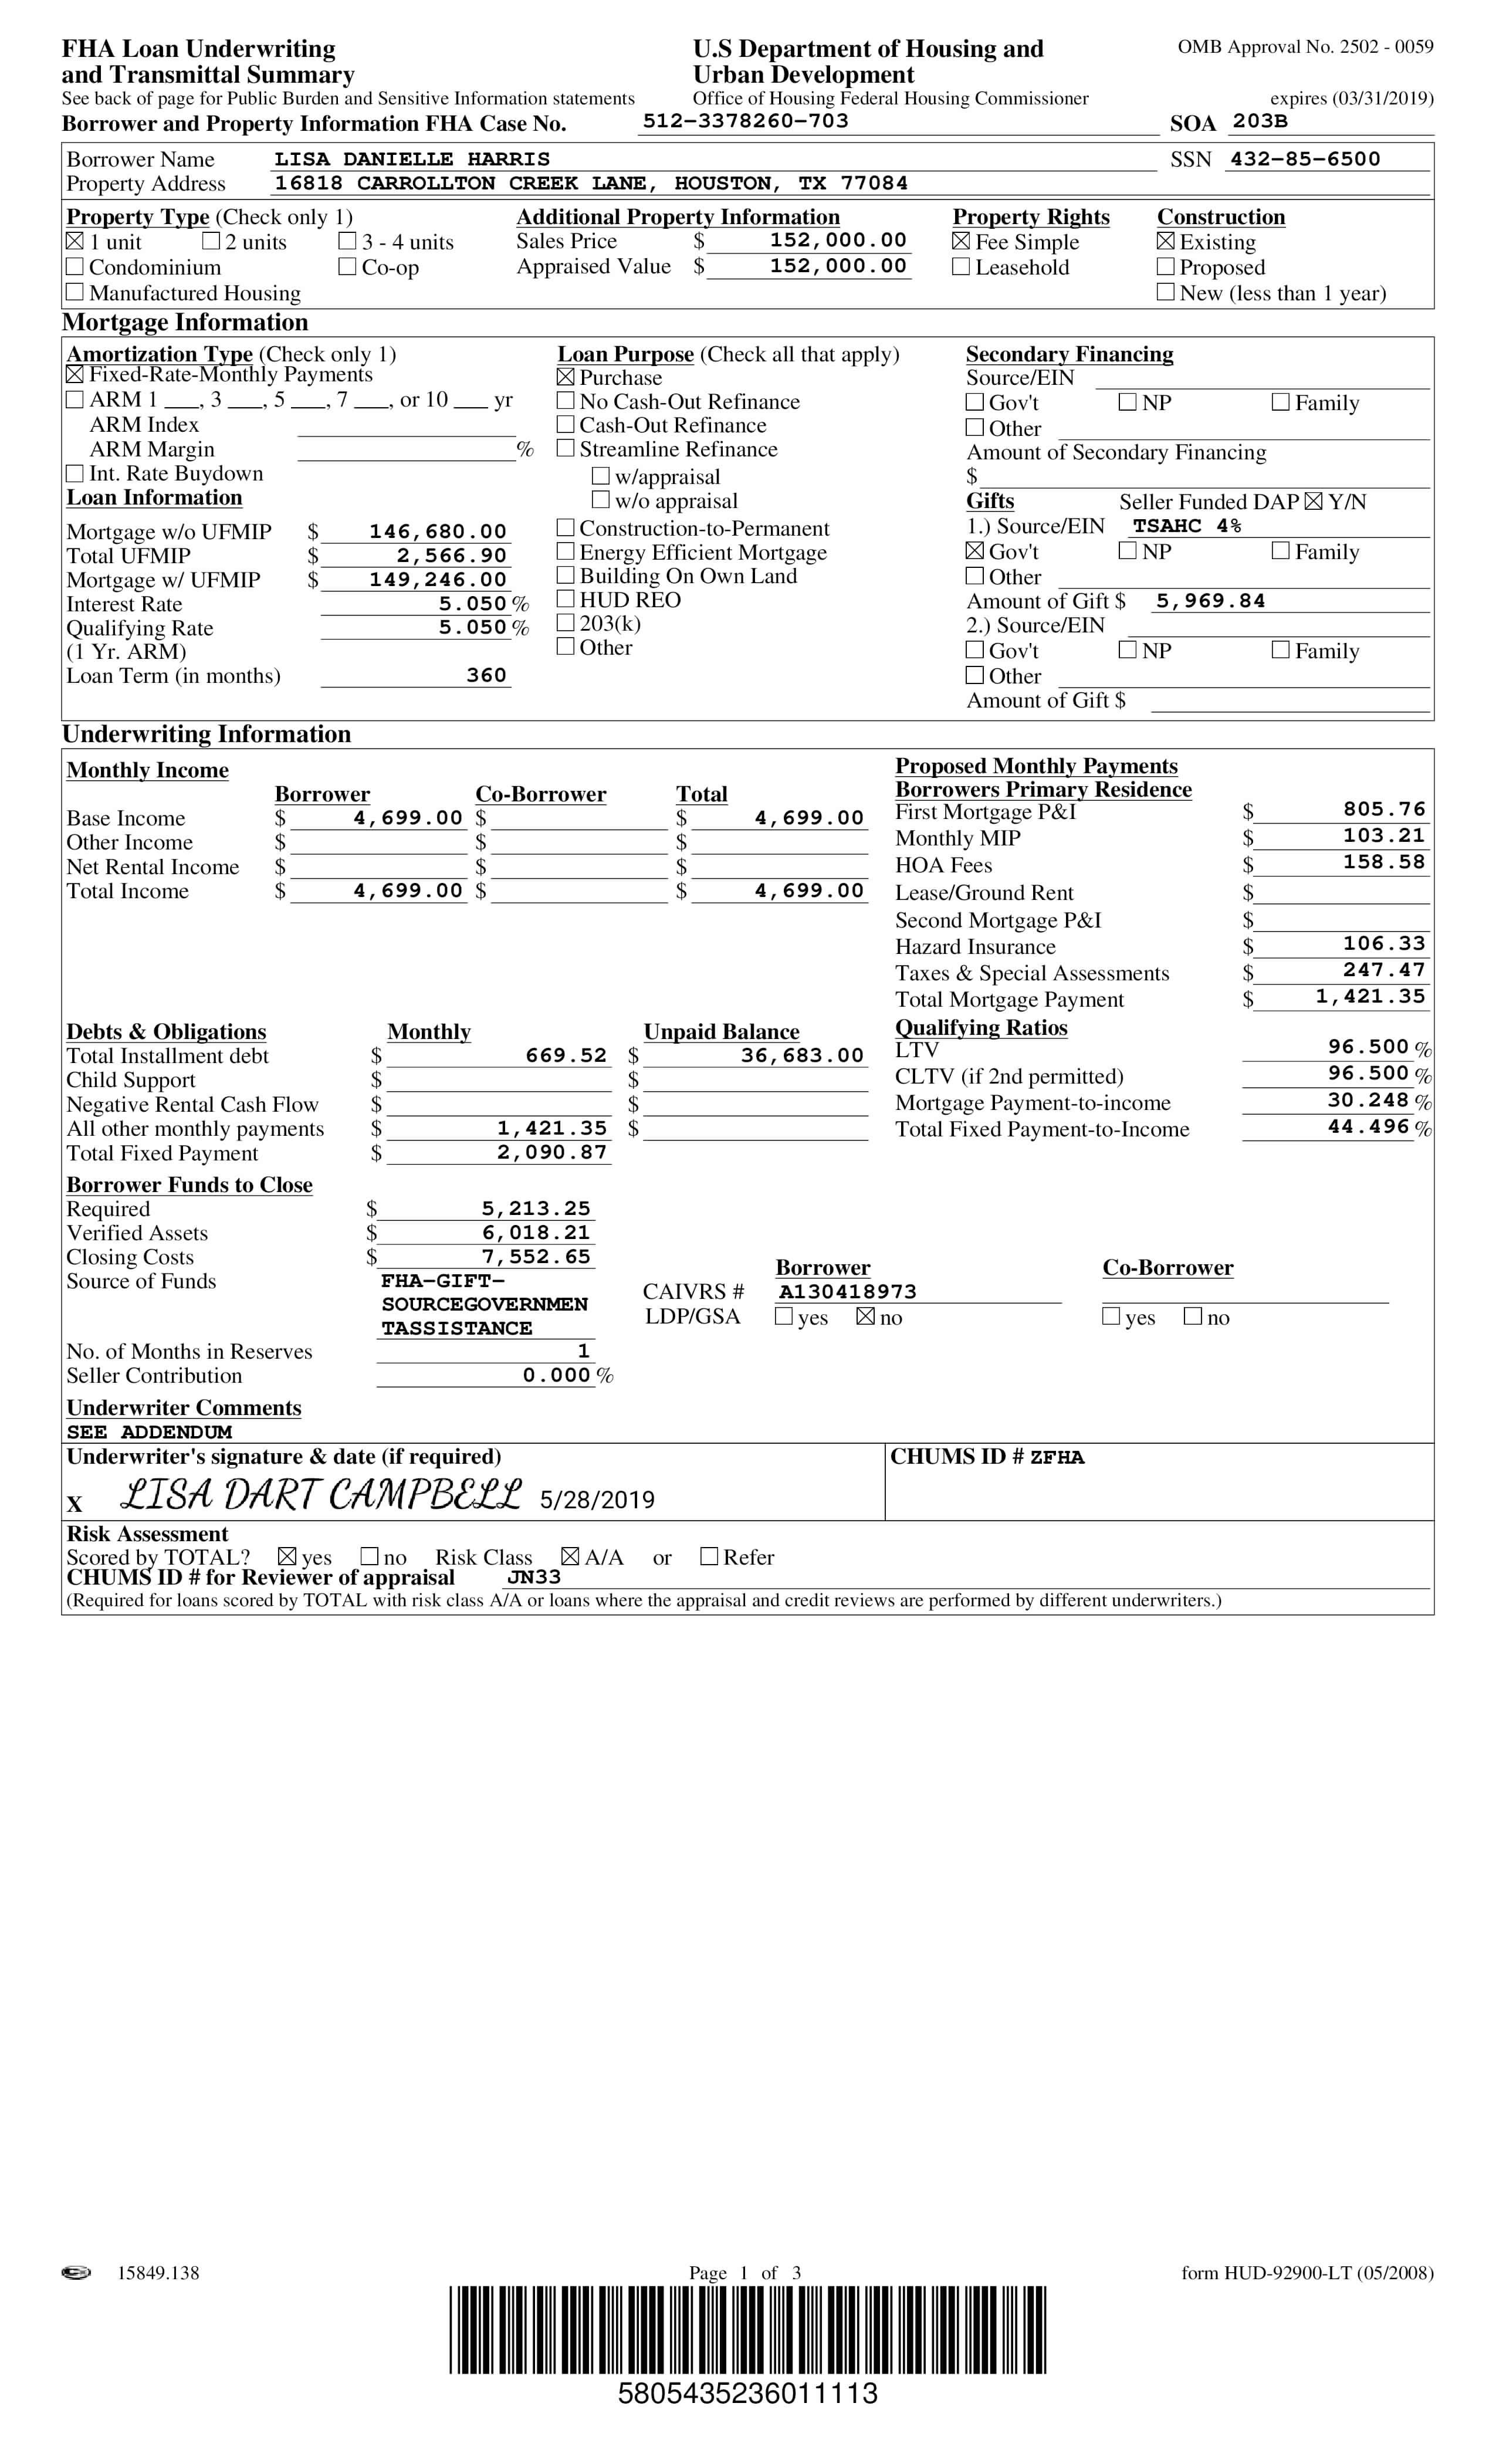 FHA Loan Underwriting
and Transmittal Summary
See back of page for Public Burden and Sensitive Information statements
U.S Department of Housing and
Urban Development
Office of Housing Federal Housing Commissioner
OMB Approval No. 2502 - 0059
expires (03/31/2019)
Borrower and Property Information FHA Case No. 512-3378260-703 SOA 203B
Borrower Name LISA DANIELLE HARRIS SSN 432-85-6500
Property Address 16818 CARROLLTON CREEK LANE, HOUSTON, TX 77084
Property Type (Check only 1)
☒ 1 unit ☐ 2 units ☐ 3 - 4 units
☐ Condominium ☐ Co-op
☐ Manufactured Housing
Additional Property Information
Sales Price $ 152,000.00
Appraised Value $ 152,000.00
Property Rights
☒ Fee Simple
☐ Leasehold
Construction
☒ Existing
☐ Proposed
☐ New (less than 1 year)
Mortgage Information
Amortization Type (Check only 1)
☒ Fixed-Rate-Monthly Payments
☐ ARM 1 ___, 3 ___, 5 ___, 7 ___, or 10 ___ yr
ARM Index
ARM Margin %
☐ Int. Rate Buydown
Loan Information
Mortgage w/o UFMIP $ 146,680.00
Total UFMIP $ 2,566.90
Mortgage w/ UFMIP $ 149,246.00
Interest Rate 5.050 %
Qualifying Rate 5.050 %
(1 Yr. ARM)
Loan Term (in months) 360
Loan Purpose (Check all that apply)
☒ Purchase
☐ No Cash-Out Refinance
☐ Cash-Out Refinance
☐ Streamline Refinance
☐ w/appraisal
☐ w/o appraisal
☐ Construction-to-Permanent
☐ Energy Efficient Mortgage
☐ Building On Own Land
☐ HUD REO
☐ 203(k)
☐ Other
Secondary Financing
Source/EIN
☐ Gov't ☐ NP ☐ Family
☐ Other
Amount of Secondary Financing
$
Gifts Seller Funded DAP ☒ Y/N
1.) Source/EIN TSAHC 4%
☒ Gov't ☐ NP ☐ Family
☐ Other
Amount of Gift $ 5,969.84
2.) Source/EIN
☐ Gov't ☐ NP ☐ Family
☐ Other
Amount of Gift $
Underwriting Information
Monthly Income
Borrower Co-Borrower Total
Base Income $ 4,699.00 $ $ 4,699.00
Other Income $ $ $
Net Rental Income $ $ $
Total Income $ 4,699.00 $ $ 4,699.00
Proposed Monthly Payments
Borrowers Primary Residence
First Mortgage P&I $ 805.76
Monthly MIP $ 103.21
HOA Fees $ 158.58
Lease/Ground Rent $
Second Mortgage P&I $
Hazard Insurance $ 106.33
Taxes & Special Assessments $ 247.47
Total Mortgage Payment $ 1,421.35
Debts & Obligations Monthly Unpaid Balance
Total Installment debt $ 669.52 $ 36,683.00
Child Support $ $
Negative Rental Cash Flow $ $
All other monthly payments $ 1,421.35 $
Total Fixed Payment $ 2,090.87
Qualifying Ratios
LTV 96.500 %
CLTV (if 2nd permitted) 96.500 %
Mortgage Payment-to-income 30.248 %
Total Fixed Payment-to-Income 44.496 %
Borrower Funds to Close
Required $ 5,213.25
Verified Assets $ 6,018.21
Closing Costs $ 7,552.65
Source of Funds FHA-GIFT-
SOURCEGOVERNMEN
TASSISTANCE
No. of Months in Reserves 1
Seller Contribution 0.000 %
Borrower Co-Borrower
CAIVRS # A130418973
LDP/GSA ☐ yes ☒ no ☐ yes ☐ no
Underwriter Comments
SEE ADDENDUM
Underwriter's signature & date (if required)
X LISA DART CAMPBELL 5/28/2019
CHUMS ID # ZFHA
Risk Assessment
Scored by TOTAL? ☒ yes ☐ no Risk Class ☒ A/A or ☐ Refer
CHUMS ID # for Reviewer of appraisal JN33
(Required for loans scored by TOTAL with risk class A/A or loans where the appraisal and credit reviews are performed by different underwriters.)
15849.138
Page 1 of 3
form HUD-92900-LT (05/2008)
5805435236011113